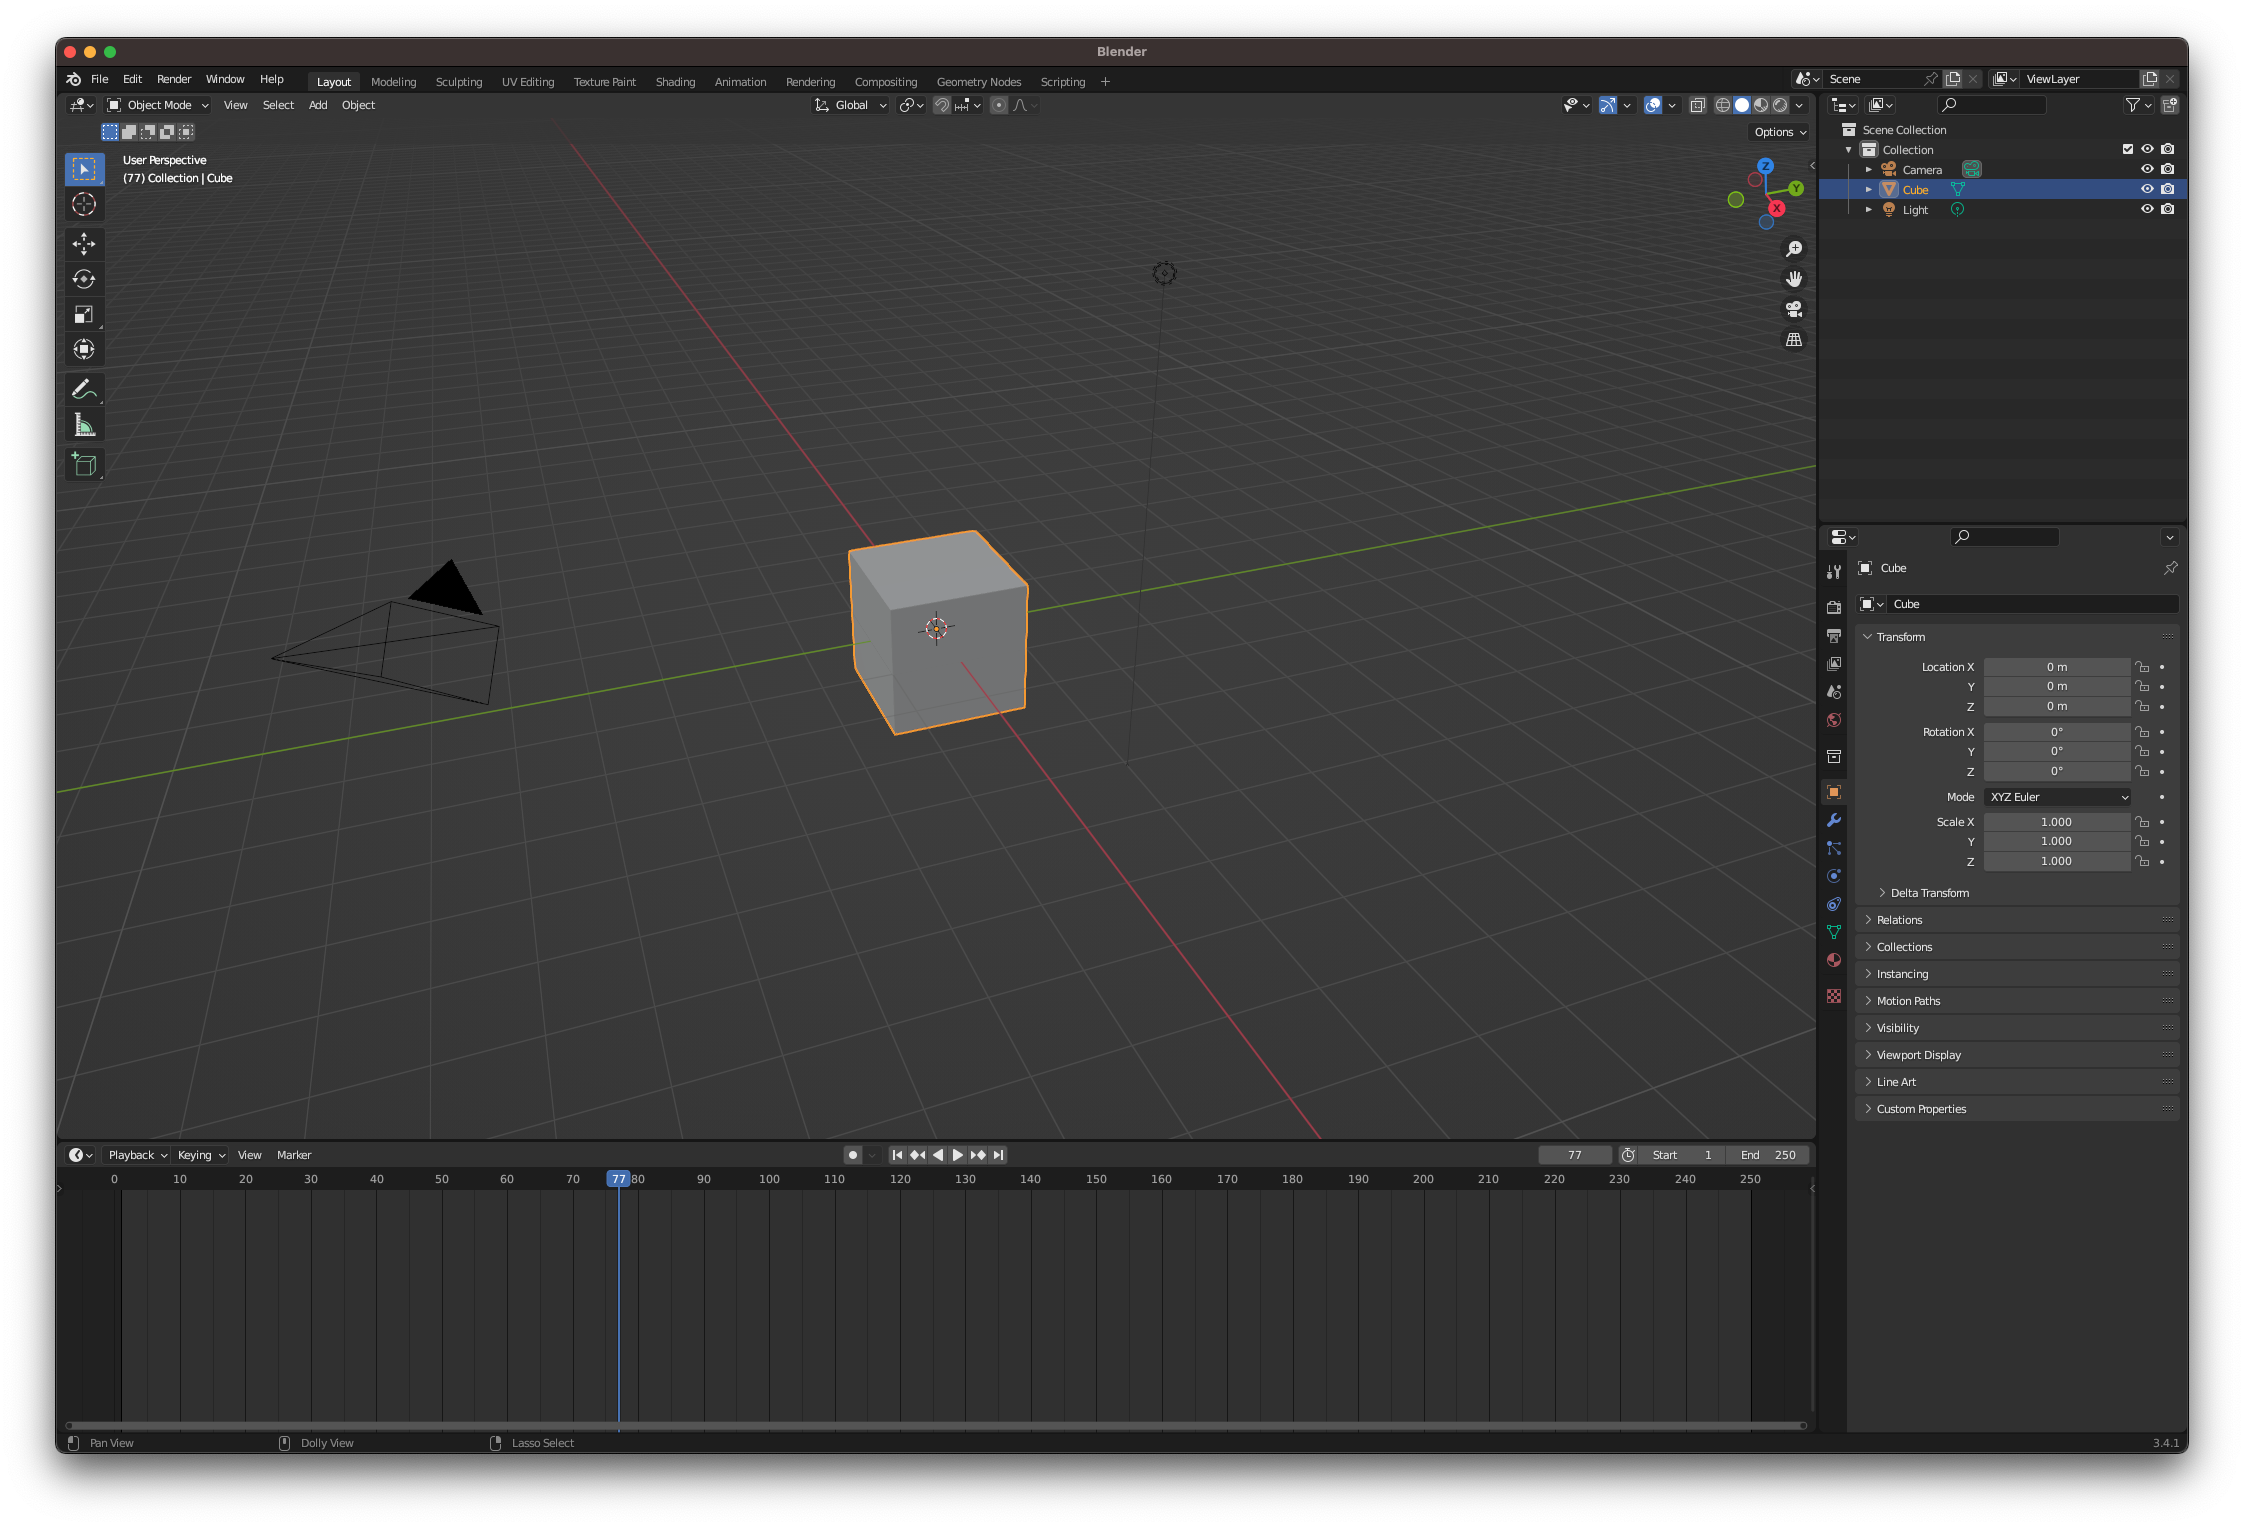 Blender
File Edit Render Window Help Layout Modeling Sculpting UV Editing Texture Paint Shading Animation Rendering Compositing Geometry Nodes Scripting + Scene ViewLayer
Object Mode View Select Add Object Global
Options
User Perspective
(77) Collection | Cube
Z
Y
X
Scene Collection
Collection
Camera
Cube
Light
Cube
Cube
Transform
Location X 0 m
Y 0 m
Z 0 m
Rotation X 0°
Y 0°
Z 0°
Mode XYZ Euler
Scale X 1.000
Y 1.000
Z 1.000
Delta Transform
Relations
Collections
Instancing
Motion Paths
Visibility
Viewport Display
Line Art
Custom Properties
Playback Keying View Marker 77 Start 1 End 250
0 10 20 30 40 50 60 70 77 80 90 100 110 120 130 140 150 160 170 180 190 200 210 220 230 240 250
Pan View Dolly View Lasso Select 3.4.1